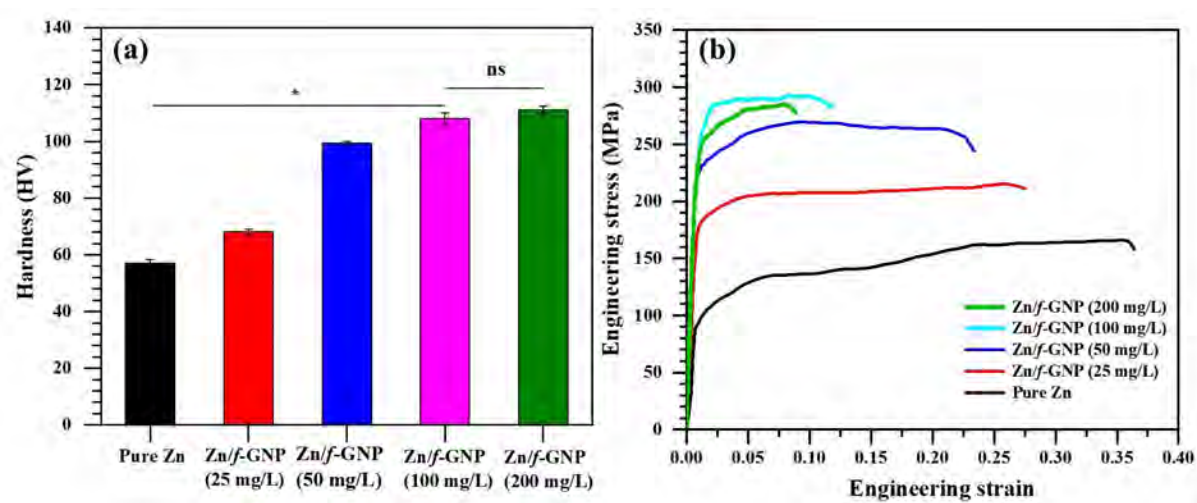 (a)
140
120
100
80
60
40
20
0
Hardness (HV)
*
ns
Pure Zn
Zn/f-GNP
(25 mg/L)
Zn/f-GNP
(50 mg/L)
Zn/f-GNP
(100 mg/L)
Zn/f-GNP
(200 mg/L)
(b)
350
300
250
200
150
100
50
0
Engineering stress (MPa)
Zn/f-GNP (200 mg/L)
Zn/f-GNP (100 mg/L)
Zn/f-GNP (50 mg/L)
Zn/f-GNP (25 mg/L)
Pure Zn
0.00 0.05 0.10 0.15 0.20 0.25 0.30 0.35 0.40
Engineering strain